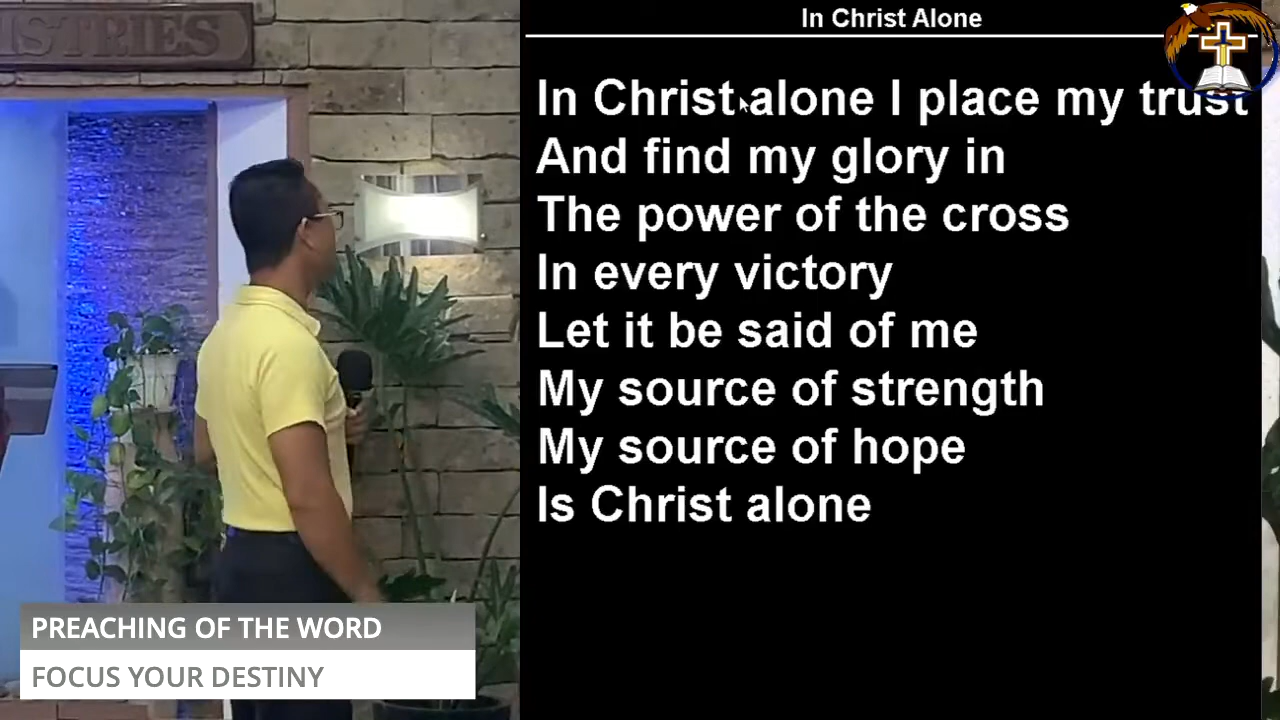 STRIES
In Christ Alone
In Christ alone I place my trust
And find my glory in
The power of the cross
In every victory
Let it be said of me
My source of strength
My source of hope
Is Christ alone
PREACHING OF THE WORD
FOCUS YOUR DESTINY